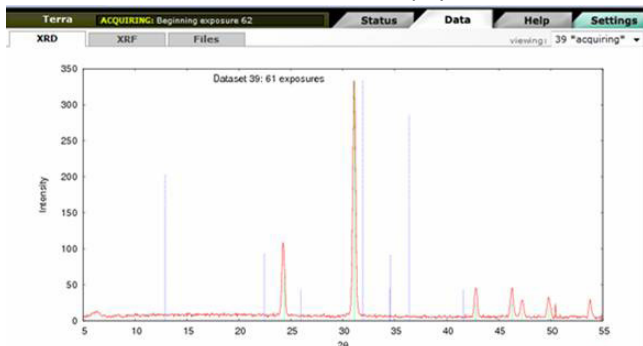 Terra ACQUIRING: Beginning exposure 62 Status Data Help Settings
XRD XRF Files viewing: 39 *acquiring*
Dataset 39: 61 exposures
Intensity
350
300
250
200
150
100
50
0
5 10 15 20 25 30 35 40 45 50 55
2θ